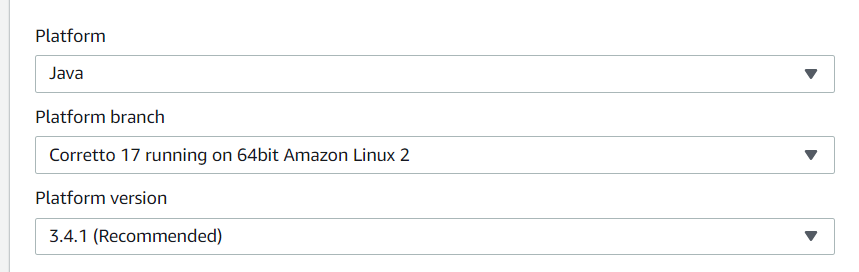 Platform
Java
Platform branch
Corretto 17 running on 64bit Amazon Linux 2
Platform version
3.4.1 (Recommended)